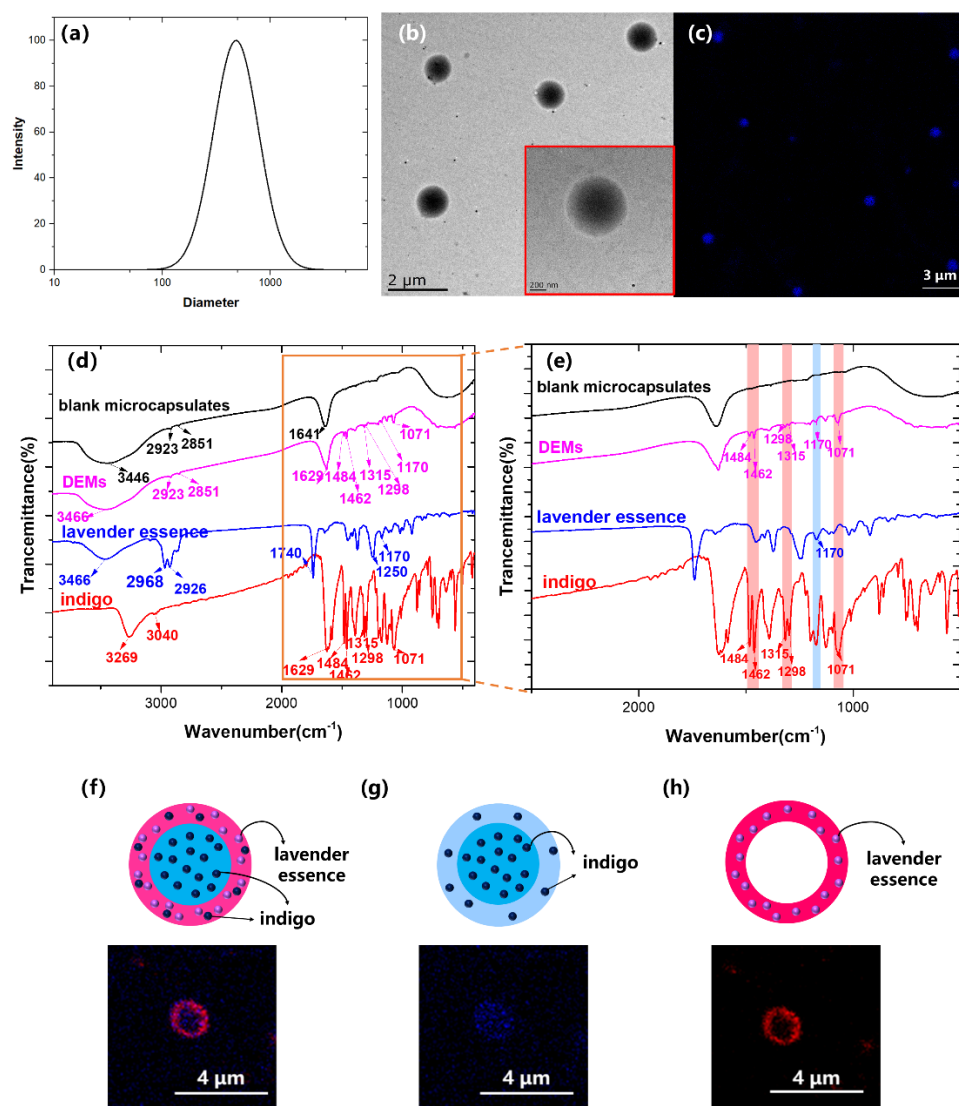 (a)
100
80
60
40
20
0
Intensity
10
100
1000
Diameter
(b)
2 μm
200 nm
(c)
3 μm
(d)
blank microcapsulates
2923
2851
3446
1641
DEMs
1071
2923
2851
3466
1629
1484
1315
1170
1462
1298
lavender essence
3466
2968
2926
1740
1170
1250
indigo
3040
3269
1315
1629
1484
1298
1071
1462
Trancemittance(%)
3000
2000
1000
Wavenumber(cm-1)
(e)
blank microcapsulates
DEMs
1298
1484
1315
1170
1071
1462
lavender essence
1170
indigo
1484
1315
1462
1298
1071
Trancemittance(%)
2000
1000
Wavenumber(cm-1)
(f)
lavender
essence
indigo
4 μm
(g)
indigo
4 μm
(h)
lavender
essence
4 μm